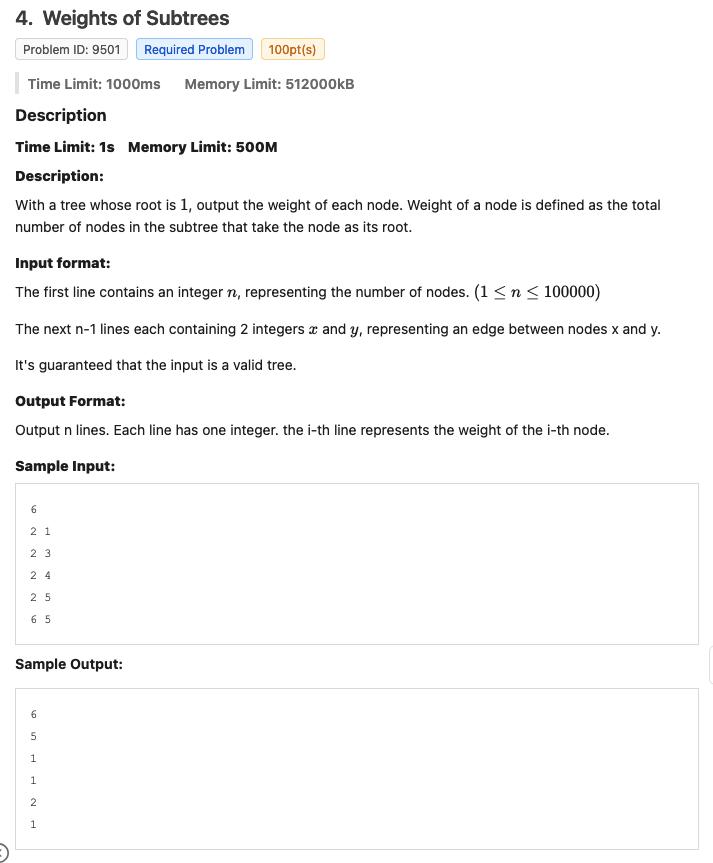 4. Weights of Subtrees
Problem ID: 9501 Required Problem 100pt(s)
Time Limit: 1000ms Memory Limit: 512000kB
Description
Time Limit: 1s Memory Limit: 500M
Description:
With a tree whose root is 1, output the weight of each node. Weight of a node is defined as the total
number of nodes in the subtree that take the node as its root.
Input format:
The first line contains an integer n, representing the number of nodes. (1 ≤ n ≤ 100000)
The next n-1 lines each containing 2 integers x and y, representing an edge between nodes x and y.
It's guaranteed that the input is a valid tree.
Output Format:
Output n lines. Each line has one integer. the i-th line represents the weight of the i-th node.
Sample Input:
6
2 1
2 3
2 4
2 5
6 5
Sample Output:
6
5
1
1
2
1